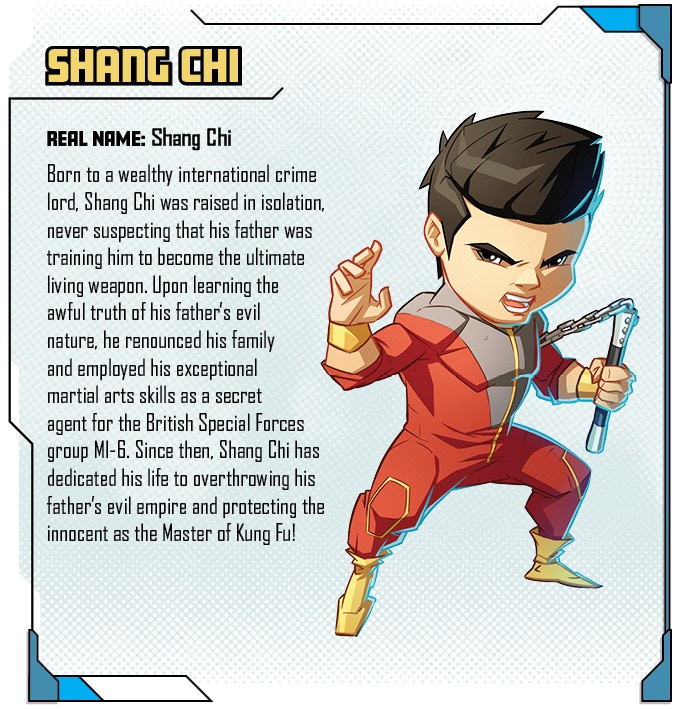 SHANG CHI
REAL NAME: Shang Chi
Born to a wealthy international crime
lord, Shang Chi was raised in isolation,
never suspecting that his father was
training him to become the ultimate
living weapon. Upon learning the
awful truth of his father's evil
nature, he renounced his family
and employed his exceptional
martial arts skills as a secret
agent for the British Special Forces
group MI-6. Since then, Shang Chi has
dedicated his life to overthrowing his
father's evil empire and protecting the
innocent as the Master of Kung Fu!